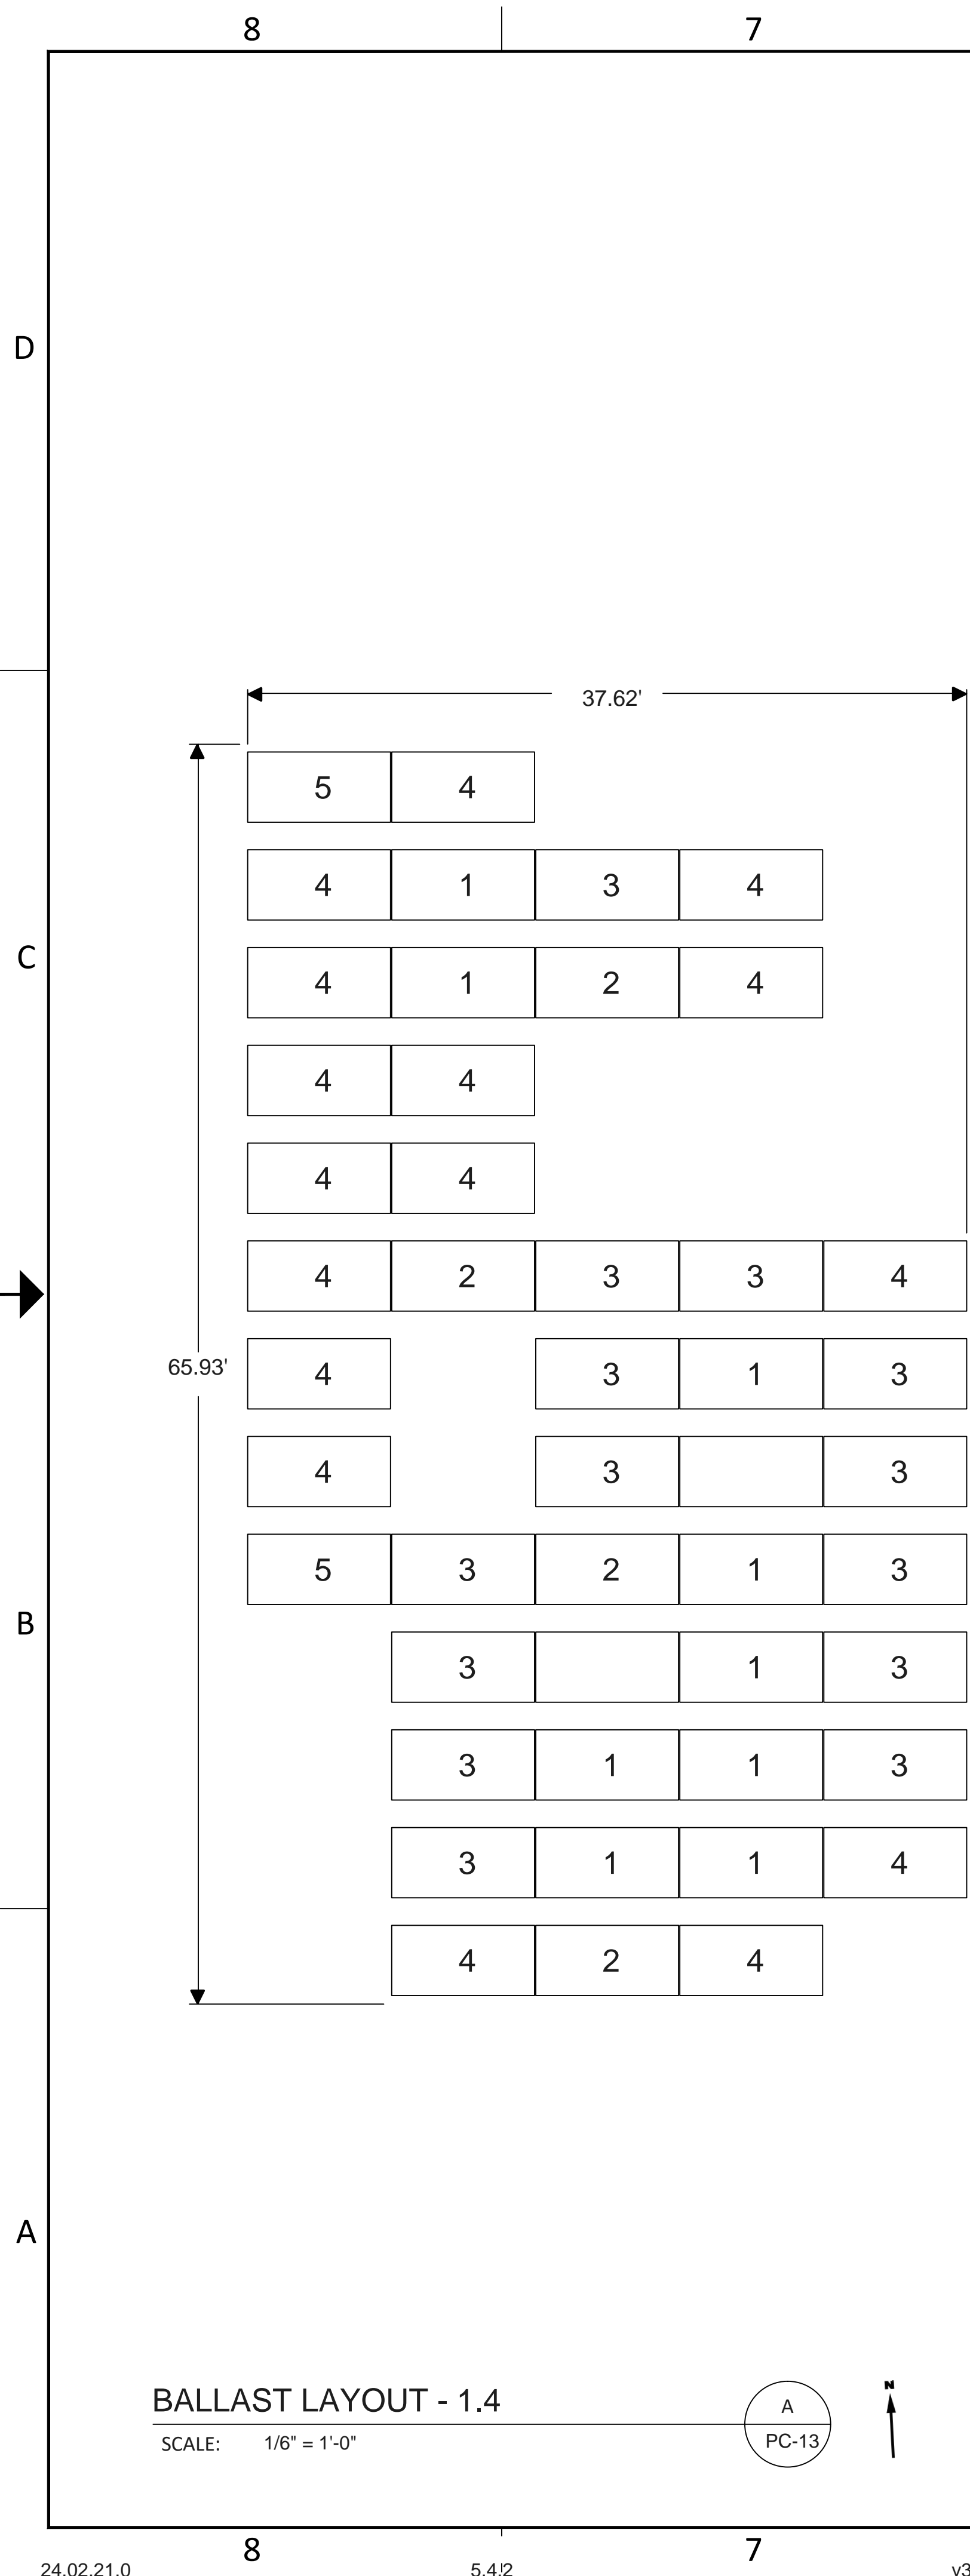 8 7
D
37.62'
5 4
4 1 3 4
C
4 1 2 4
4 4
4 4
4 2 3 3 4
65.93'
4 3 1 3
4 3 3
5 3 2 1 3
B
3 1 3
3 1 1 3
3 1 1 4
4 2 4
A
BALLAST LAYOUT - 1.4
SCALE: 1/6" = 1'-0"
A
PC-13
N
8 7
24.02.21.0 5.4.2 v3